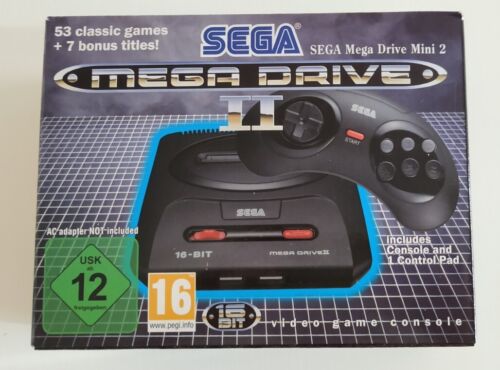 53 classic games
+ 7 bonus titles!
SEGA®
SEGA Mega Drive Mini 2
MEGA DRIVE
II
SEGA
START
AC adapter NOT included
SEGA
16-BIT
MEGA DRIVE II
includes
Console and
1 Control Pad
USK
ab
12
freigegeben
16
www.pegi.info
16
BIT
video game console